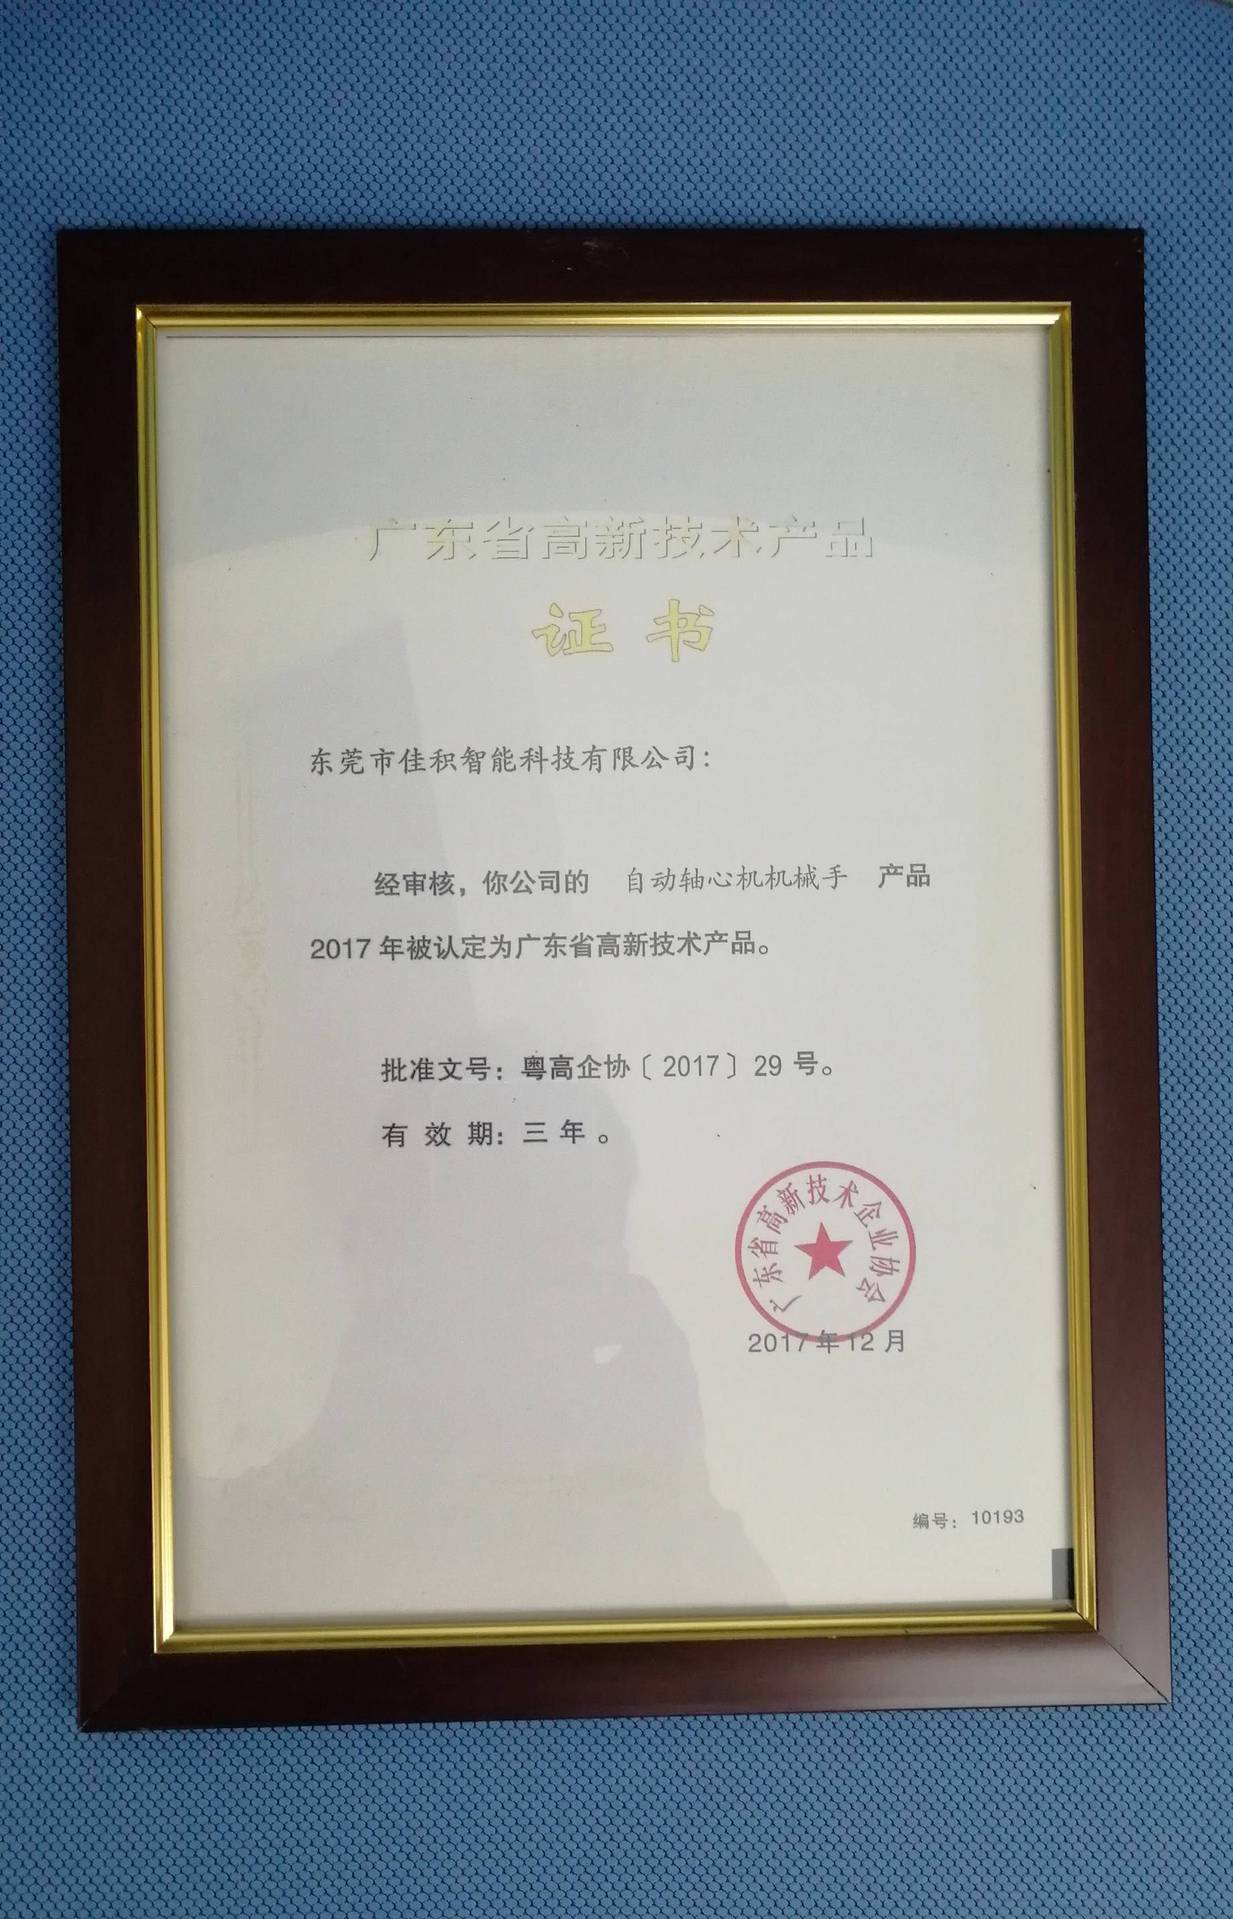 广东省高新技术产品
证书
东莞市佳积智能科技有限公司：
经审核，你公司的 自动轴心机机械手 产品
2017年被认定为广东省高新技术产品。
批准文号：粤高企协〔2017〕29号。
有效期：三年。
广东省高新技术企业协会
2017年12月
编号：10193